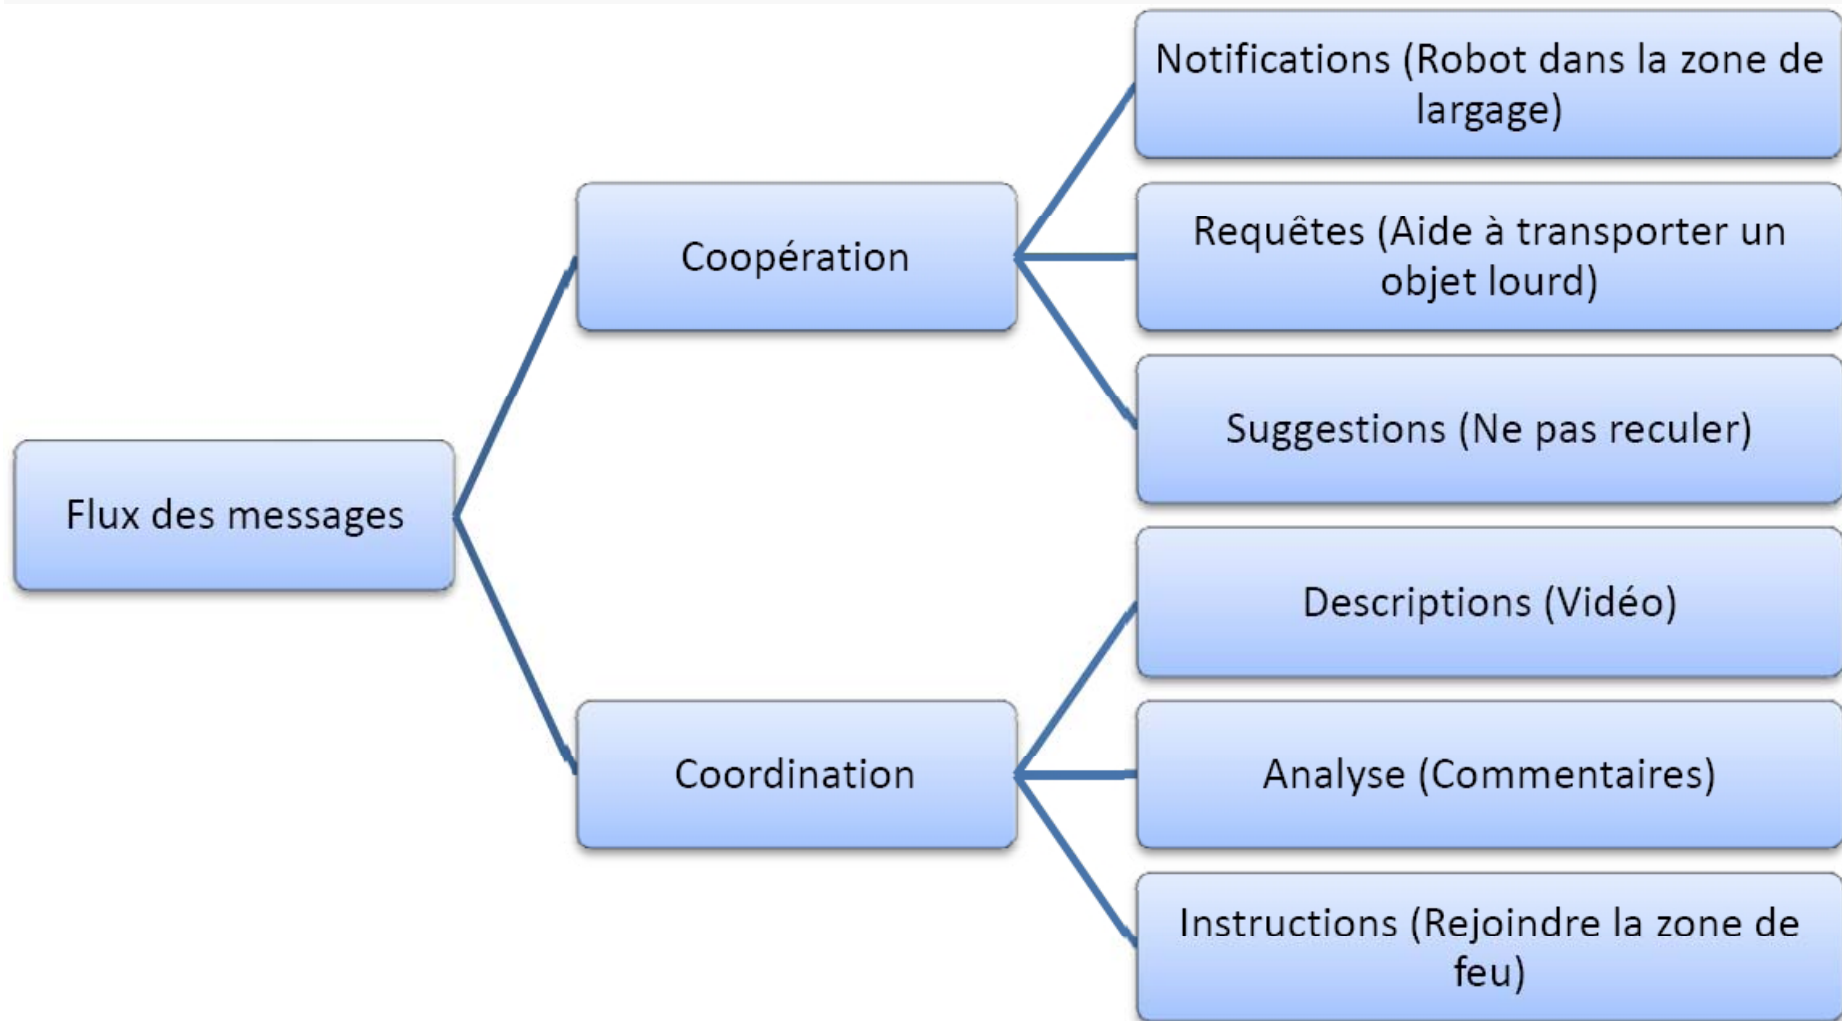 Flux des messages
Coopération
Notifications (Robot dans la zone de
largage)
Requêtes (Aide à transporter un
objet lourd)
Suggestions (Ne pas reculer)
Coordination
Descriptions (Vidéo)
Analyse (Commentaires)
Instructions (Rejoindre la zone de
feu)